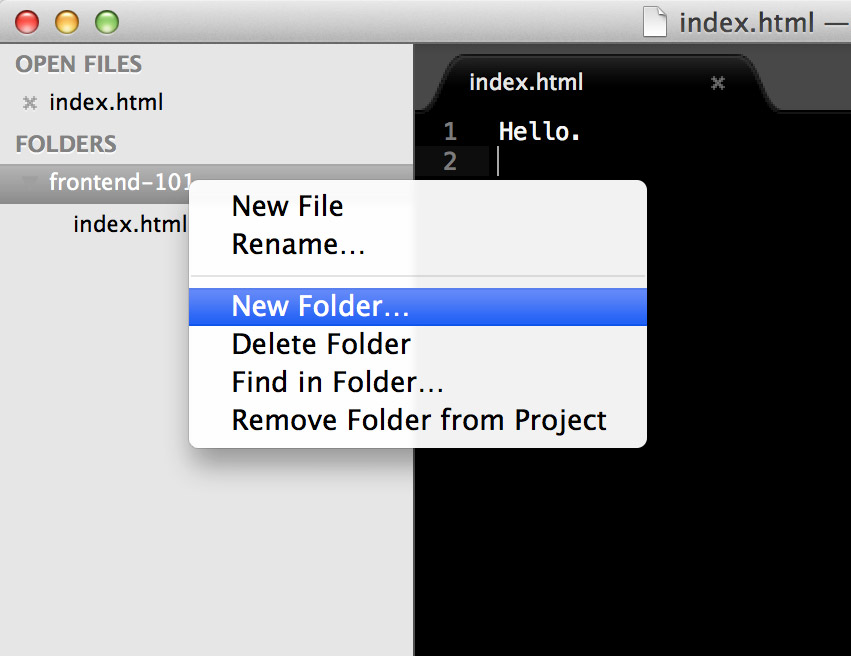 index.html —
OPEN FILES
index.html
FOLDERS
frontend-101
index.html
index.html
1 Hello.
2
New File
Rename...
New Folder...
Delete Folder
Find in Folder...
Remove Folder from Project